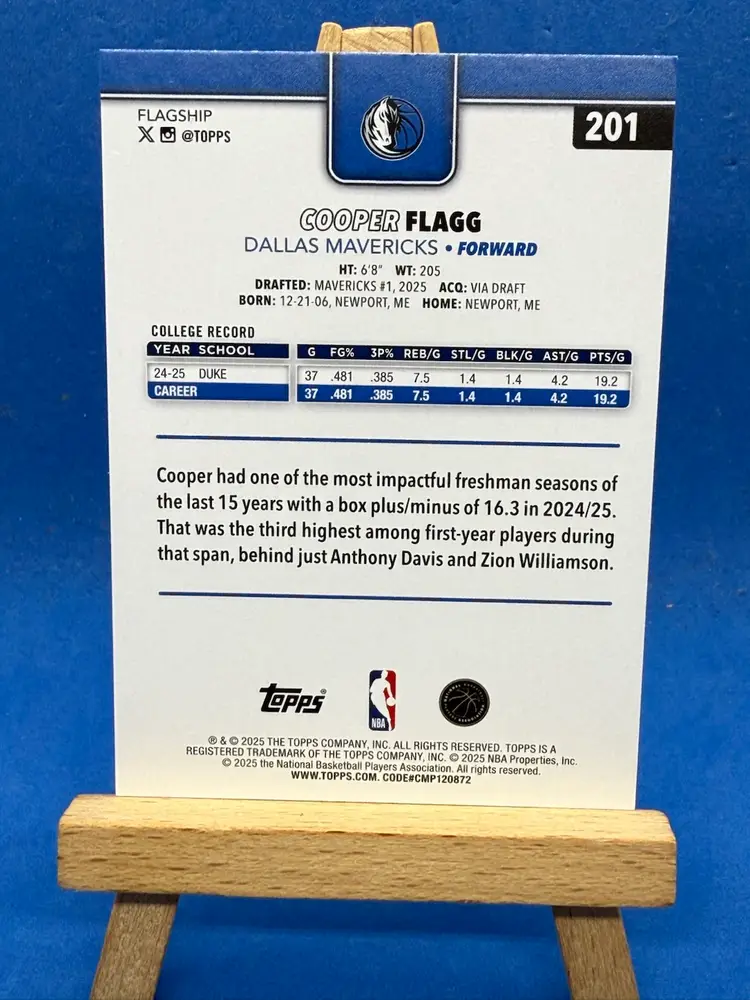 FLAGSHIP
@TOPPS
201
COOPER FLAGG
DALLAS MAVERICKS • FORWARD
HT: 6'8" WT: 205
DRAFTED: MAVERICKS #1, 2025 ACQ: VIA DRAFT
BORN: 12-21-06, NEWPORT, ME HOME: NEWPORT, ME
COLLEGE RECORD
YEAR SCHOOL G FG% 3P% REB/G STL/G BLK/G AST/G PTS/G
24-25 DUKE 37 .481 .385 7.5 1.4 1.4 4.2 19.2
CAREER 37 .481 .385 7.5 1.4 1.4 4.2 19.2
Cooper had one of the most impactful freshman seasons of
the last 15 years with a box plus/minus of 16.3 in 2024/25.
That was the third highest among first-year players during
that span, behind just Anthony Davis and Zion Williamson.
Topps®
NBA
® & © 2025 THE TOPPS COMPANY, INC. ALL RIGHTS RESERVED. TOPPS IS A
REGISTERED TRADEMARK OF THE TOPPS COMPANY, INC. © 2025 NBA Properties, Inc.
© 2025 the National Basketball Players Association. All rights reserved.
WWW.TOPPS.COM. CODE#CMP120872